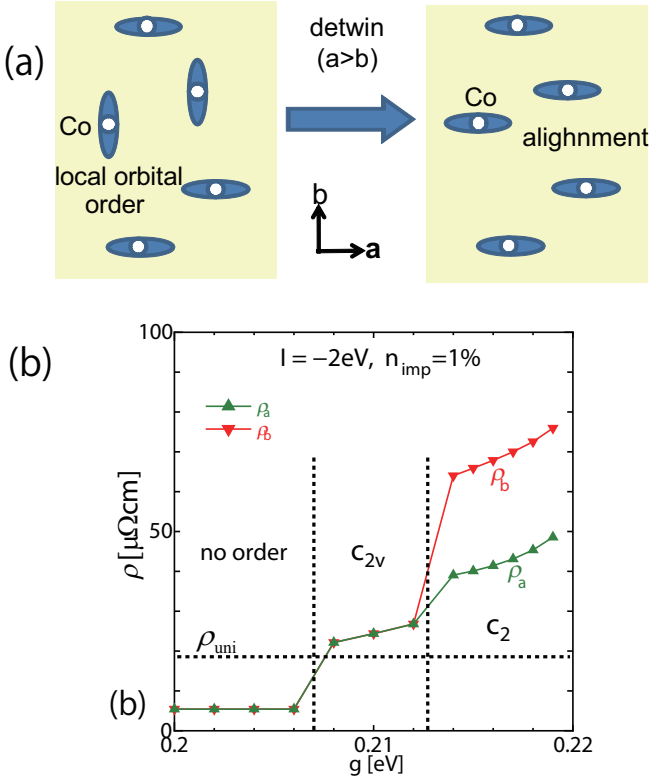 (a)
Co
local orbital
order
detwin
(a>b)
b
a
Co
alighnment
(b)
I = −2eV, n_imp=1%
ρ_a
ρ_b
100
50
0
ρ [μΩcm]
no order
c_2v
ρ_b
ρ_a
c_2
ρ_uni
(b)
0.2
0.21
0.22
g [eV]